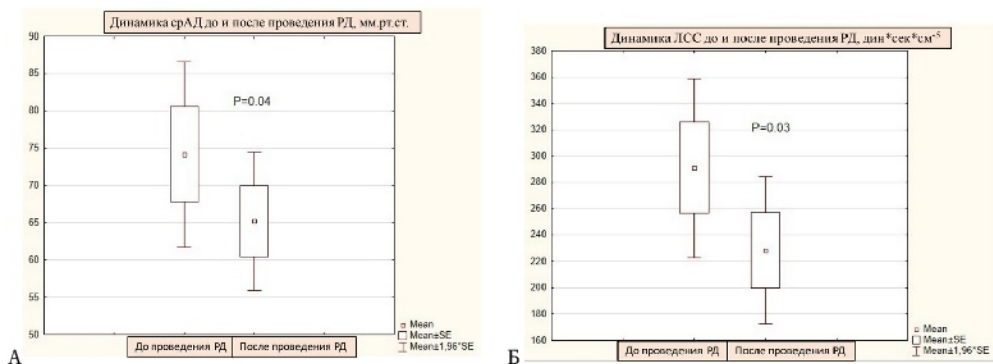 Динамика срАД до и после проведения РД, мм.рт.ст.
90
85
80
75
70
65
60
55
50
P=0.04
До проведения РД
После проведения РД
Mean
Mean±SE
Mean±1,96*SE
А
Динамика ЛСС до и после проведения РД, дин*сек*см⁻⁵
380
360
340
320
300
280
260
240
220
200
180
160
P=0.03
До проведения РД
После проведения РД
Mean
Mean±SE
Mean±1,96*SE
Б